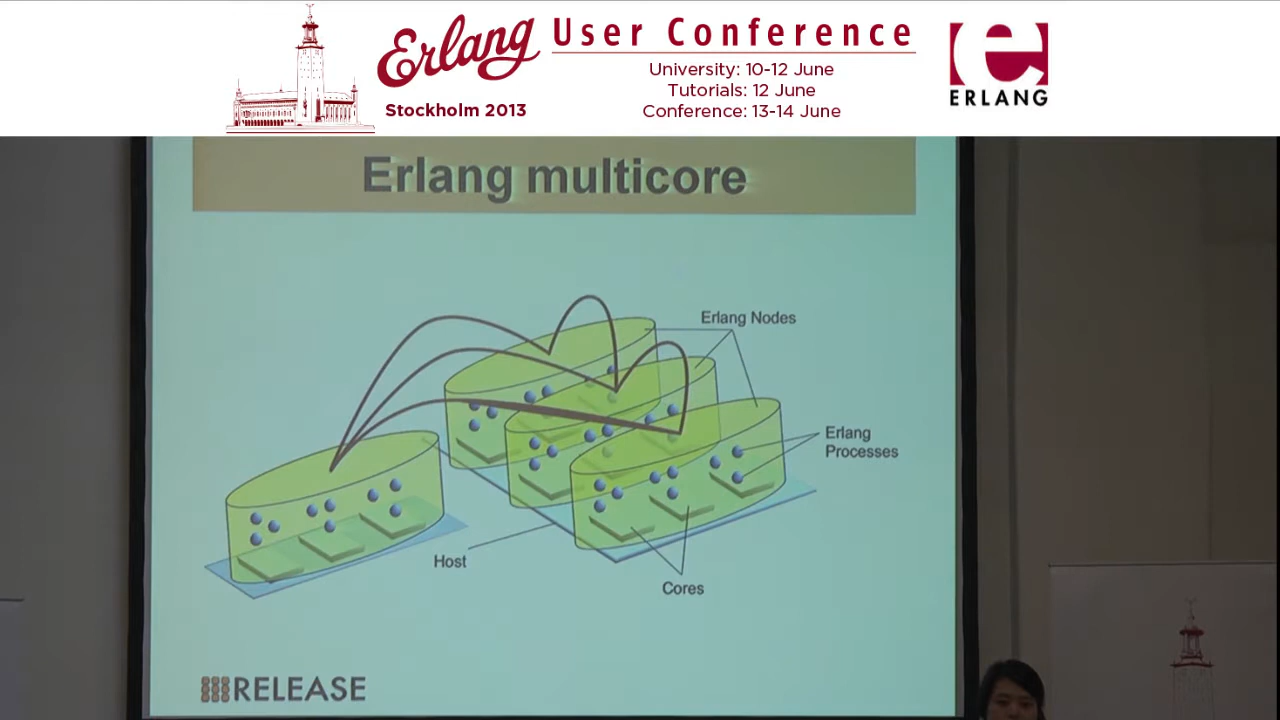 Erlang User Conference
Stockholm 2013
University: 10-12 June
Tutorials: 12 June
Conference: 13-14 June
e
ERLANG
Erlang multicore
Erlang Nodes
Erlang
Processes
Host
Cores
RELEASE